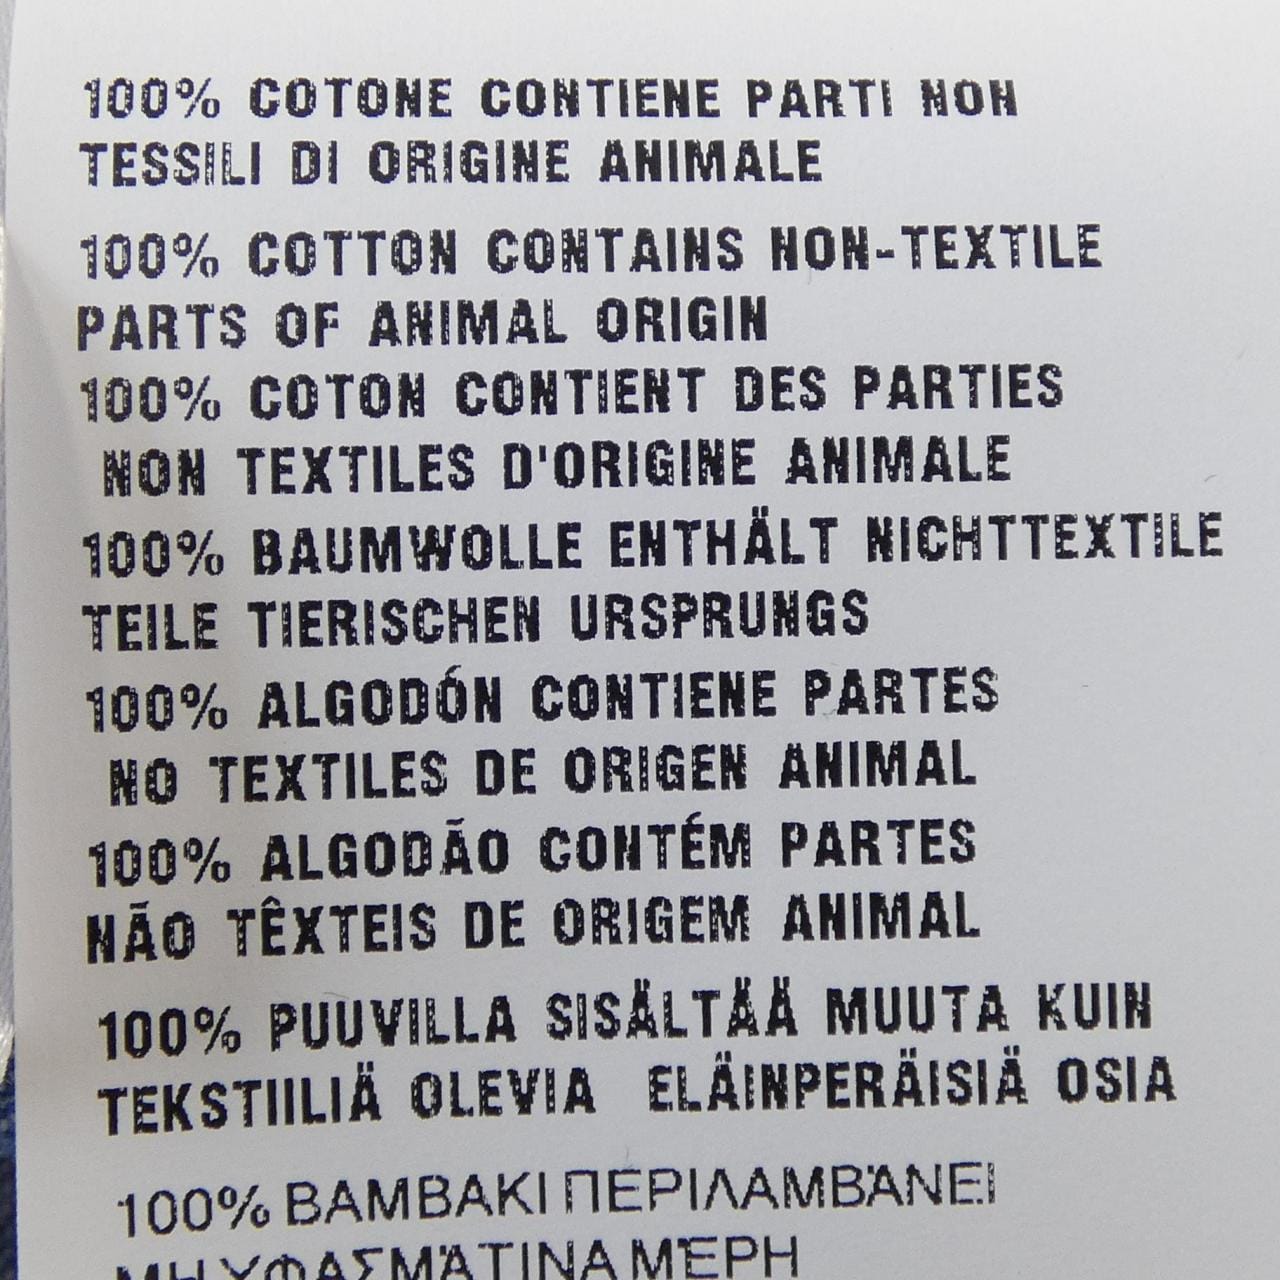 100% COTONE CONTIENE PARTI NON
TESSILI DI ORIGINE ANIMALE
100% COTTON CONTAINS NON-TEXTILE
PARTS OF ANIMAL ORIGIN
100% COTON CONTIENT DES PARTIES
NON TEXTILES D'ORIGINE ANIMALE
100% BAUMWOLLE ENTHÄLT NICHTTEXTILE
TEILE TIERISCHEN URSPRUNGS
100% ALGODÓN CONTIENE PARTES
NO TEXTILES DE ORIGEN ANIMAL
100% ALGODÃO CONTÉM PARTES
NÃO TÊXTEIS DE ORIGEM ANIMAL
100% PUUVILLA SISÄLTÄÄ MUUTA KUIN
TEKSTIILIÄ OLEVIA ELÄINPERÄISIÄ OSIA
100% ΒΑΜΒΑΚΙ ΠΕΡΙΛΑΜΒΆΝΕΙ
ΜΗ ΥΦΑΣΜΆΤΙΝΑ ΜΈΡΗ